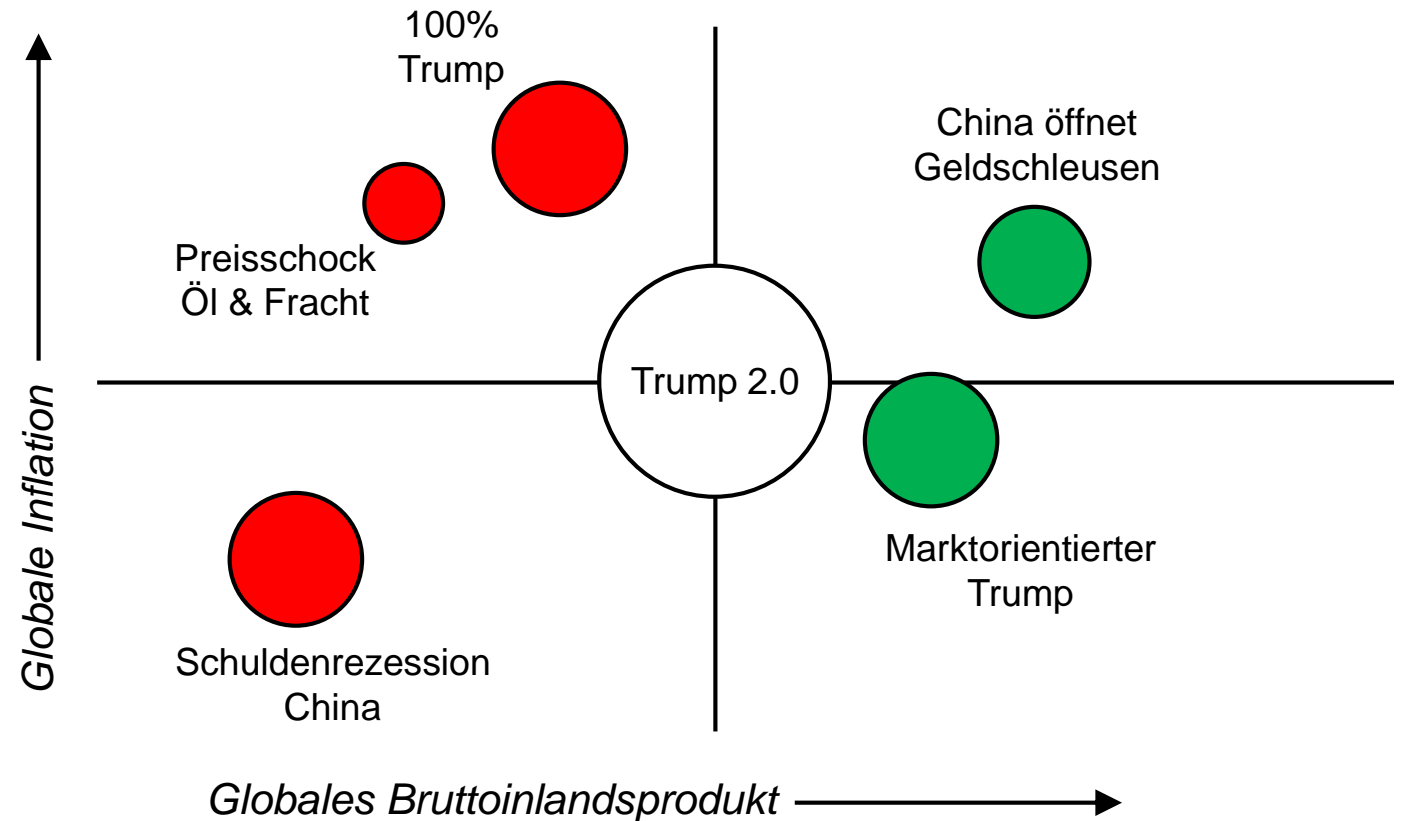 100%
Trump
China öffnet
Geldschleusen
Preisschock
Öl & Fracht
Trump 2.0
Globale Inflation
Marktorientierter
Trump
Schuldenrezession
China
Globales Bruttoinlandsprodukt